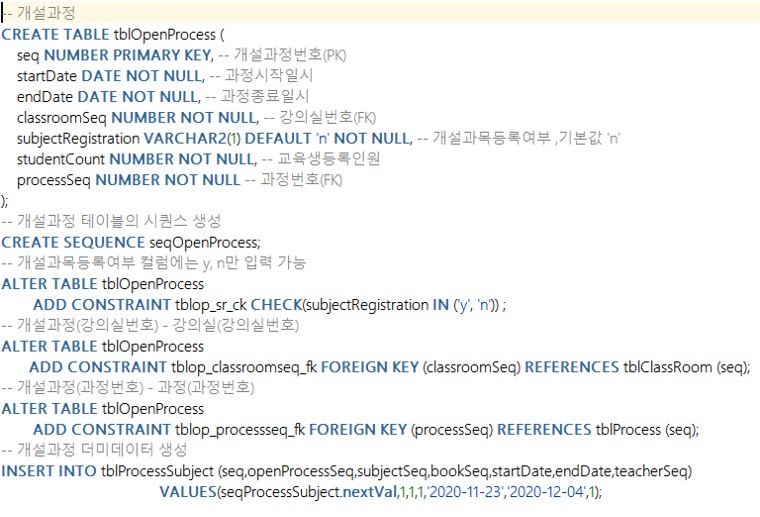 -- 개설과정
CREATE TABLE tblOpenProcess (
seq NUMBER PRIMARY KEY, -- 개설과정번호(PK)
startDate DATE NOT NULL, -- 과정시작일시
endDate DATE NOT NULL, -- 과정종료일시
classroomSeq NUMBER NOT NULL, -- 강의실번호(FK)
subjectRegistration VARCHAR2(1) DEFAULT 'n' NOT NULL, -- 개설과목등록여부 ,기본값 'n'
studentCount NUMBER NOT NULL, -- 교육생등록인원
processSeq NUMBER NOT NULL -- 과정번호(FK)
);
-- 개설과정 테이블의 시퀀스 생성
CREATE SEQUENCE seqOpenProcess;
-- 개설과목등록여부 컬럼에는 y, n만 입력 가능
ALTER TABLE tblOpenProcess
ADD CONSTRAINT tblop_sr_ck CHECK(subjectRegistration IN ('y', 'n')) ;
-- 개설과정(강의실번호) - 강의실(강의실번호)
ALTER TABLE tblOpenProcess
ADD CONSTRAINT tblop_classroomseq_fk FOREIGN KEY (classroomSeq) REFERENCES tblClassRoom (seq);
-- 개설과정(과정번호) - 과정(과정번호)
ALTER TABLE tblOpenProcess
ADD CONSTRAINT tblop_processseq_fk FOREIGN KEY (processSeq) REFERENCES tblProcess (seq);
-- 개설과정 더미데이터 생성
INSERT INTO tblProcessSubject (seq,openProcessSeq,subjectSeq,bookSeq,startDate,endDate,teacherSeq)
VALUES(seqProcessSubject.nextVal,1,1,1,'2020-11-23','2020-12-04',1);